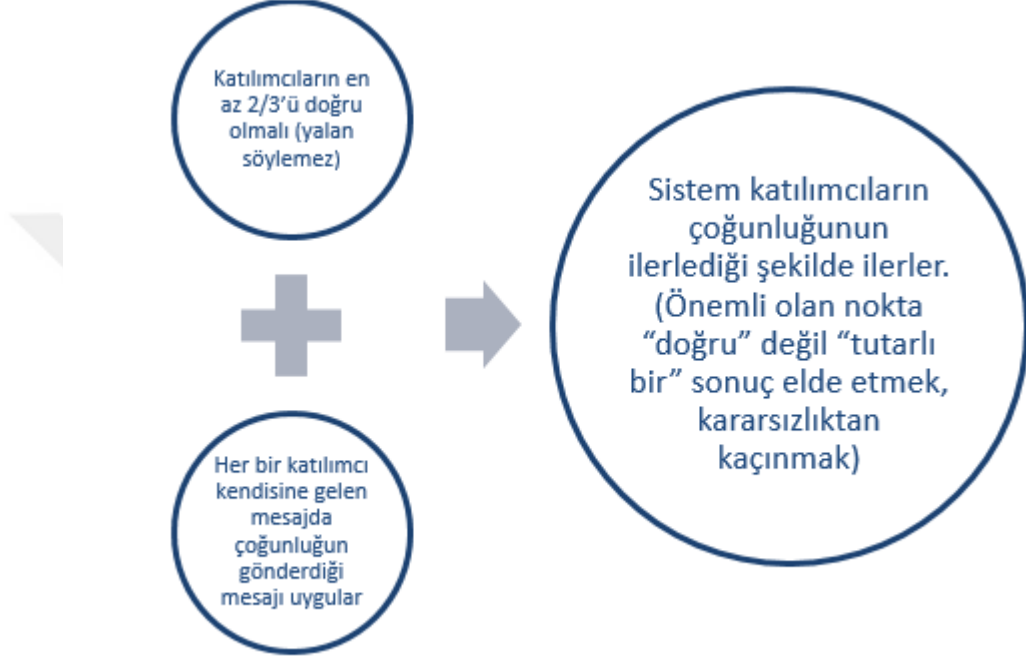 Katılımcıların en
az 2/3’ü doğru
olmalı (yalan
söylemez)
Her bir katılımcı
kendisine gelen
mesajda
çoğunluğun
gönderdiği
mesajı uygular
Sistem katılımcıların
çoğunluğunun
ilerlediği şekilde ilerler.
(Önemli olan nokta
“doğru” değil “tutarlı
bir” sonuç elde etmek,
kararsızlıktan
kaçınmak)